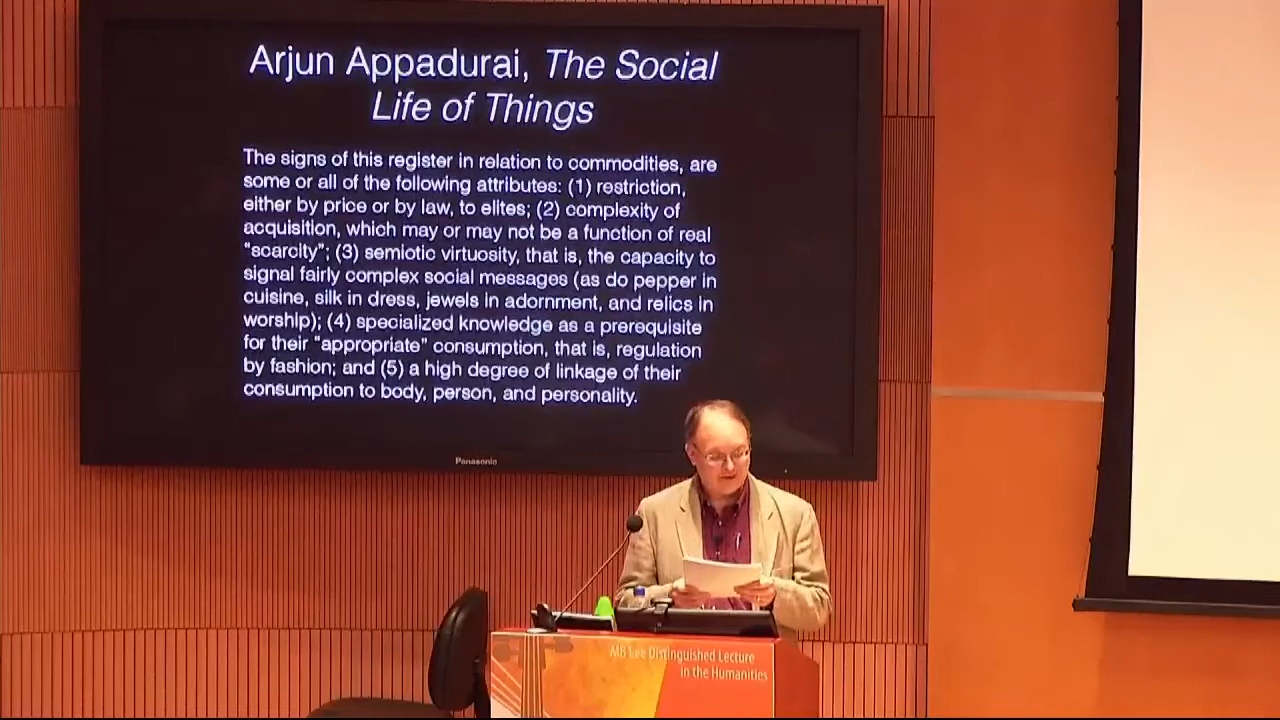 Arjun Appadurai, The Social
Life of Things
The signs of this register in relation to commodities, are
some or all of the following attributes: (1) restriction,
either by price or by law, to elites; (2) complexity of
acquisition, which may or may not be a function of real
“scarcity”; (3) semiotic virtuosity, that is, the capacity to
signal fairly complex social messages (as do pepper in
cuisine, silk in dress, jewels in adornment, and relics in
worship); (4) specialized knowledge as a prerequisite
for their “appropriate” consumption, that is, regulation
by fashion; and (5) a high degree of linkage of their
consumption to body, person, and personality.
Panasonic
MB Lee Distinguished Lecture
in the Humanities